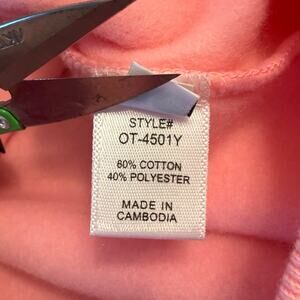 STYLE#
OT-4501Y
60% COTTON
40% POLYESTER
MADE IN
CAMBODIA